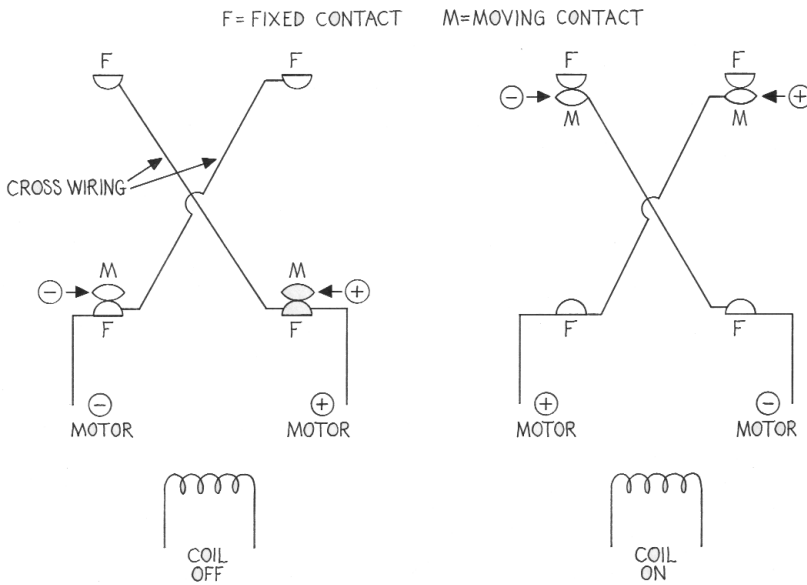 F = FIXED CONTACT M=MOVING CONTACT
F F
CROSS WIRING
- M M +
F F
- +
MOTOR MOTOR
COIL
OFF
F F
- M M +
F F
+ -
MOTOR MOTOR
COIL
ON